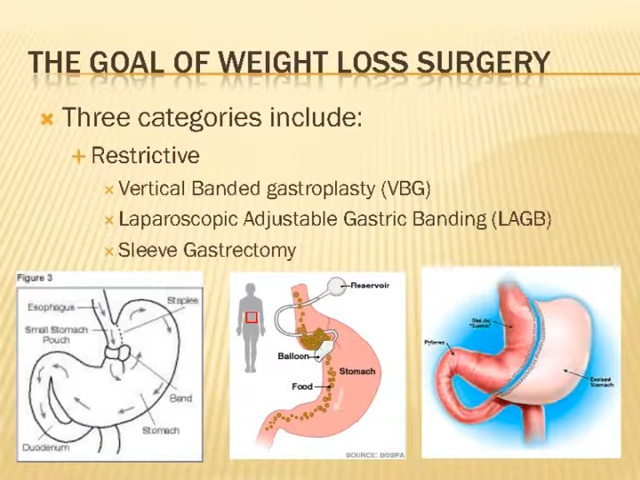 THE GOAL OF WEIGHT LOSS SURGERY
Three categories include:
Restrictive
Vertical Banded gastroplasty (VBG)
Laparoscopic Adjustable Gastric Banding (LAGB)
Sleeve Gastrectomy
Figure 3
Esophagus
Staples
Small Stomach
Pouch
Band
Stomach
Duodenum
Reservoir
Balloon
Stomach
Food
SOURCE: BOSPA
Pylorus
Excised
Stomach